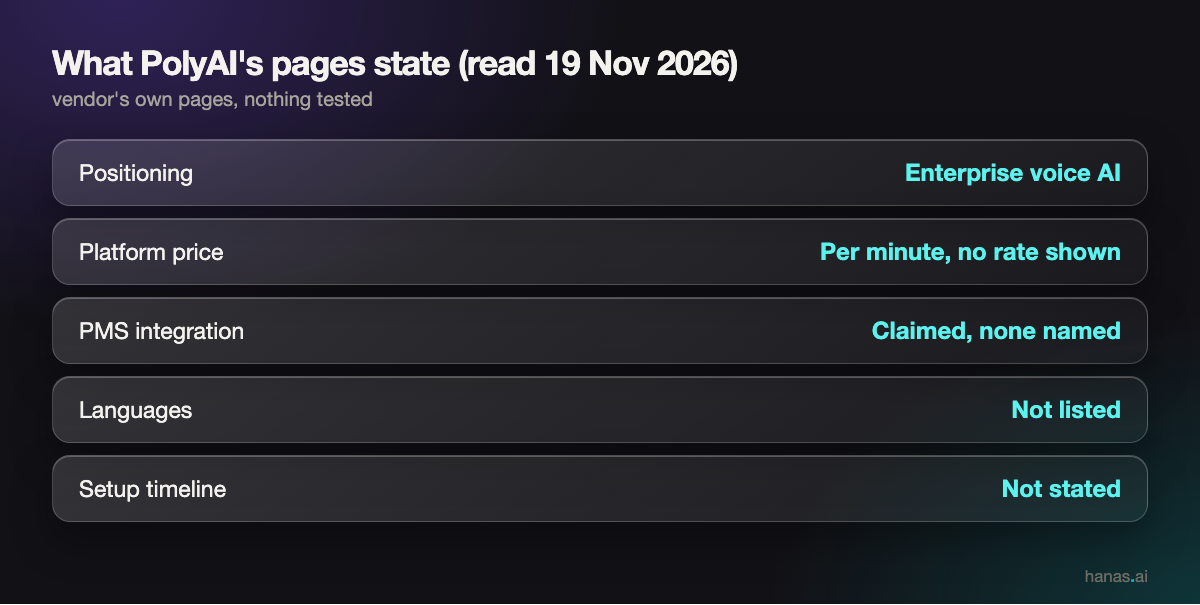 What PolyAI's pages state (read 19 Nov 2026)
vendor's own pages, nothing tested
Positioning Enterprise voice AI
Platform price Per minute, no rate shown
PMS integration Claimed, none named
Languages Not listed
Setup timeline Not stated
hanas.ai